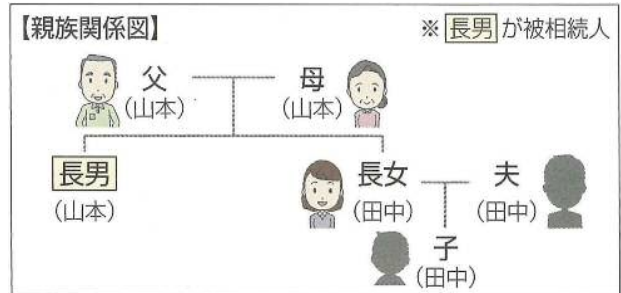 【親族関係図】 ※長男が被相続人
父 母
(山本) (山本)
長男 長女 夫
(山本) (田中) (田中)
子
(田中)